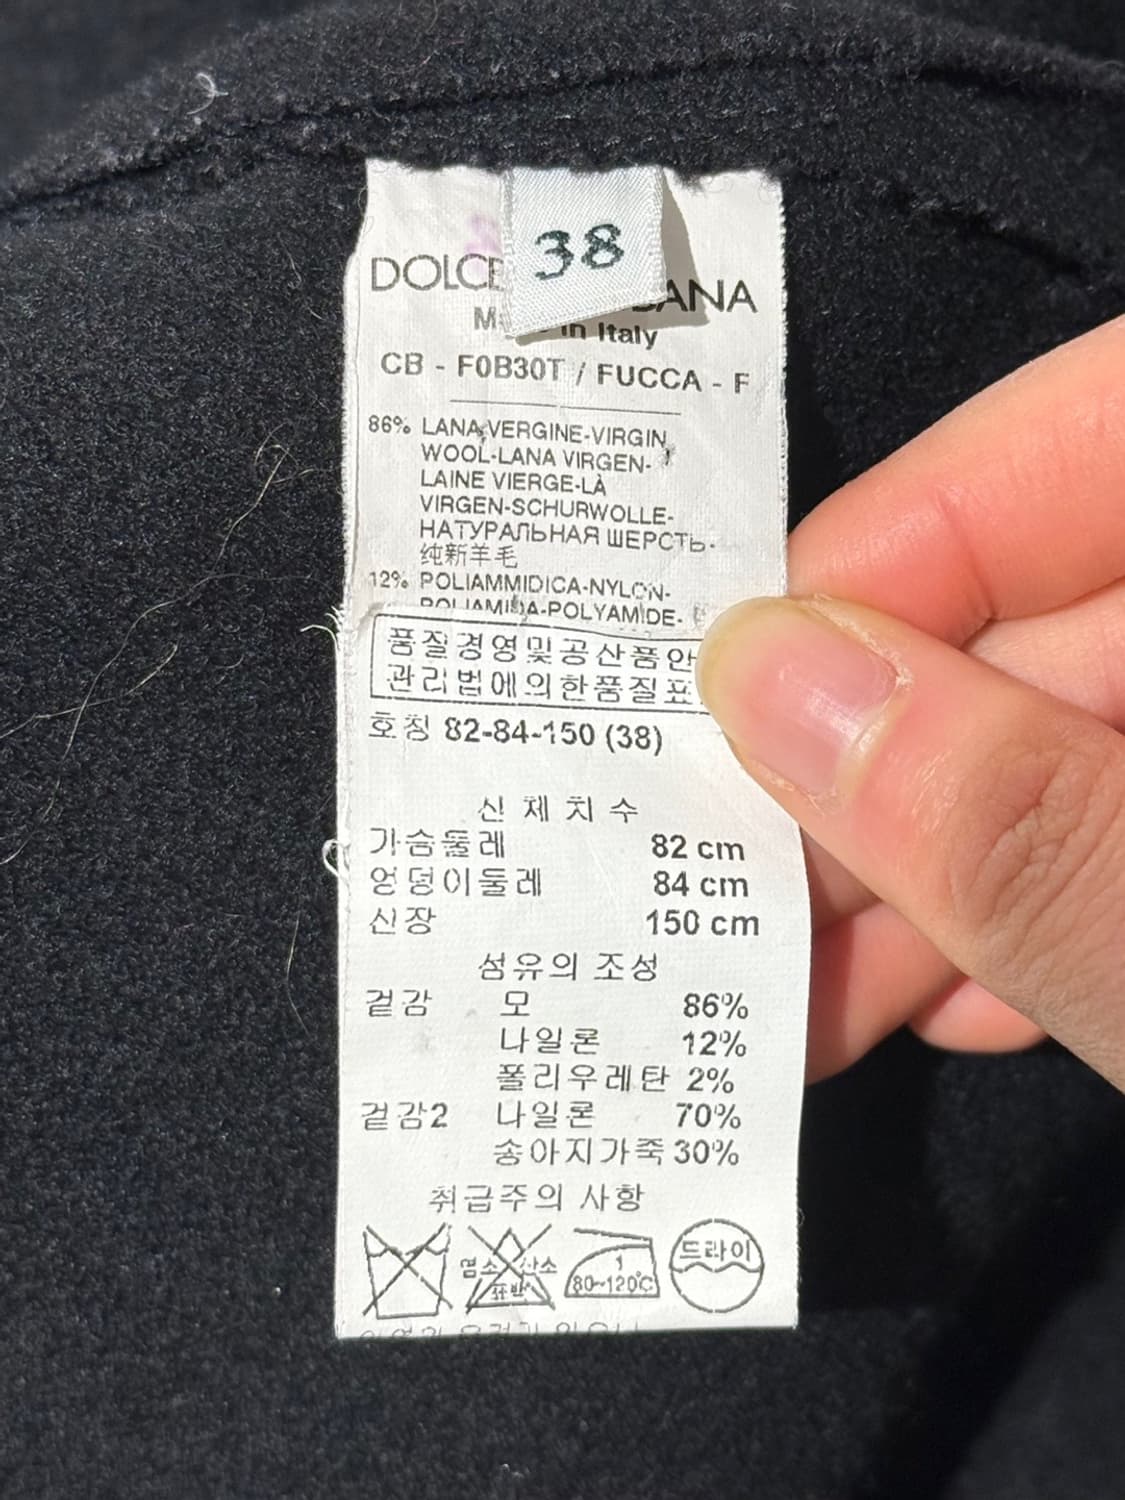 38
DOLCE ANA
in Italy
CB - F0B30T / FUCCA - F
86% LANA VERGINE-VIRGIN
WOOL-LANA VIRGEN-
LAINE VIERGE-LÀ
VIRGEN-SCHURWOLLE-
НАТУРАЛЬНАЯ ШЕРСТЬ-
纯新羊毛
12% POLIAMMIDICA-NYLON-
POLIAMIDA-POLYAMIDE-
품질경영및공산품안
관리법에의한품질표
호칭 82-84-150 (38)
신체치수
가슴둘레 82 cm
엉덩이둘레 84 cm
신장 150 cm
섬유의 조성
겉감 모 86%
나일론 12%
폴리우레탄 2%
겉감2 나일론 70%
송아지가죽 30%
취급주의 사항
염소 산소
표백
1
80~120℃
드라이